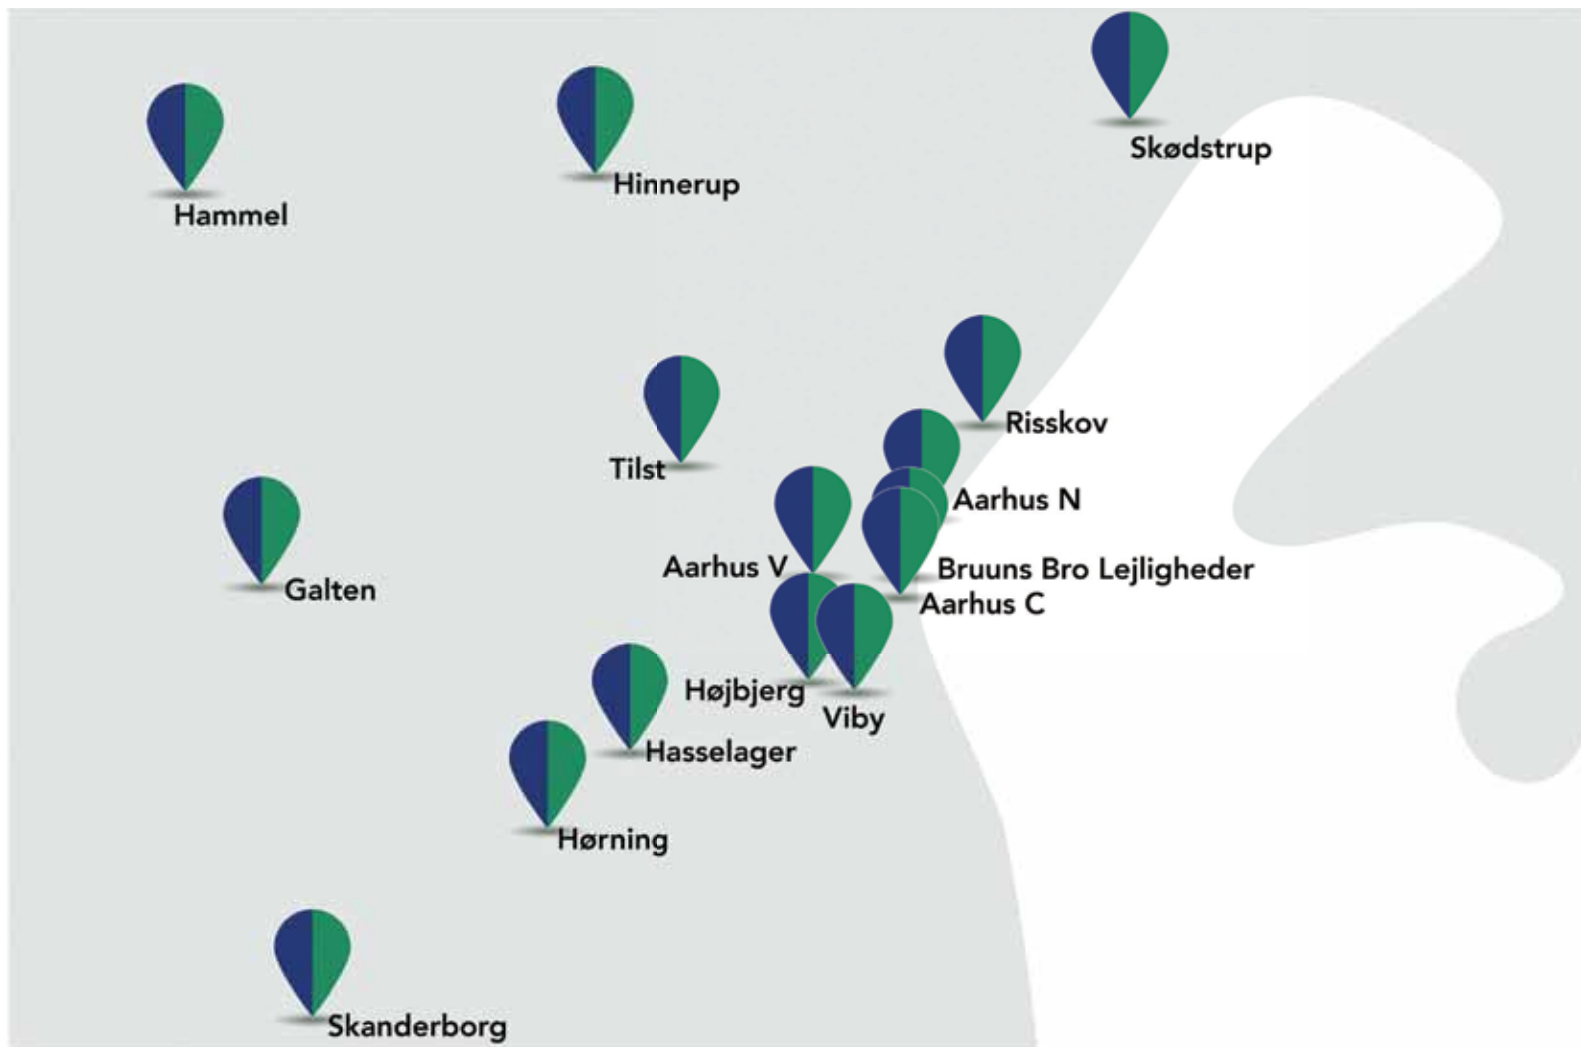 Skødstrup
Hinnerup
Hammel
Risskov
Tilst
Aarhus N
Aarhus V
Bruuns Bro Lejligheder
Galten
Aarhus C
Højbjerg
Viby
Hasselager
Hørning
Skanderborg